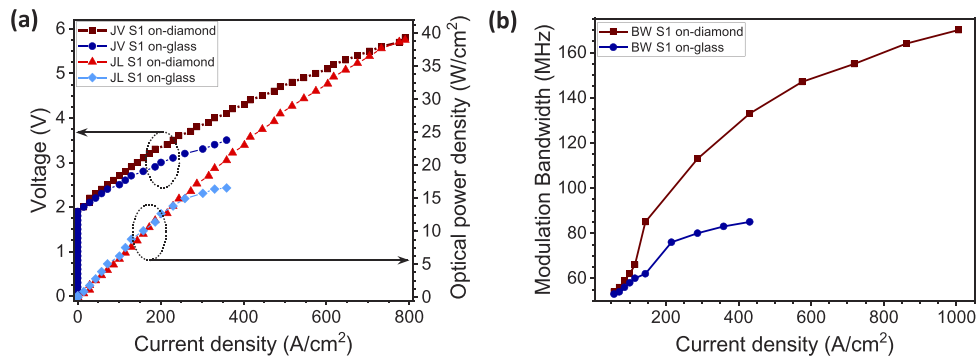 (a)
JV S1 on-diamond
JV S1 on-glass
JL S1 on-diamond
JL S1 on-glass
Voltage (V)
6
5
4
3
2
1
0
Optical power density (W/cm²)
40
35
30
25
20
15
10
5
0
0 200 400 600 800
Current density (A/cm²)
(b)
BW S1 on-diamond
BW S1 on-glass
Modulation Bandwidth (MHz)
160
140
120
100
80
60
200 400 600 800 1000
Current density (A/cm²)